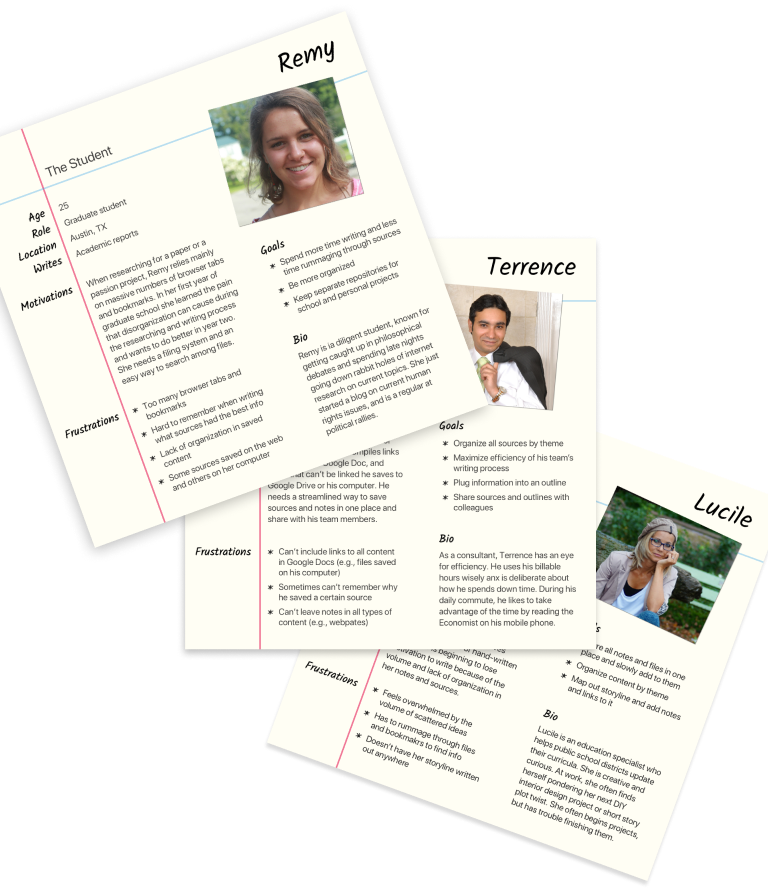 Remy
The Student
Age
25
Role
Graduate student
Location
Austin, TX
Writes
Academic reports
Motivations
When researching for a paper or a
passion project, Remy relies mainly
on massive numbers of browser tabs
and bookmarks. In her first year of
graduate school she learned the pain
that disorganization can cause during
the researching and writing process
and wants to do better in year two.
She needs a filing system and an
easy way to search among files.
Frustrations
* Too many browser tabs and
bookmarks
* Hard to remember when writing
what sources had the best info
* Lack of organization in saved
content
* Some sources saved on the web
and others on her computer
Goals
* Spend more time writing and less
time rummaging through sources
* Be more organized
* Keep separate repositories for
school and personal projects
Bio
Remy is ia diligent student, known for
getting caught up in philosophical
debates and spending late nights
going down rabbit holes of internet
research on current topics. She just
started a blog on current human
rights issues, and is a regular at
political rallies.
Terrence
links
Doc, and
that can't be linked he saves to
Google Drive or his computer. He
needs a streamlined way to save
sources and notes in one place and
share with his team members.
Frustrations
* Can't include links to all content
in Google Docs (e.g., files saved
on his computer)
* Sometimes can't remember why
he saved a certain source
* Can't leave notes in all types of
content (e.g., webpates)
Goals
* Organize all sources by theme
* Maximize efficiency of his team's
writing process
* Plug information into an outline
* Share sources and outlines with
colleagues
Bio
As a consultant, Terrence has an eye
for efficiency. He uses his billable
hours wisely anx is deliberate about
how he spends down time. During his
daily commute, he likes to take
advantage of the time by reading the
Economist on his mobile phone.
Lucile
hand-written
is beginning to lose
to write because of the
volume and lack of organization in
her notes and sources.
Frustrations
* Feels overwhelmed by the
volume of scattered ideas
* Has to rummage through files
and bookmakrs to find info
* Doesn't have her storyline written
out anywhere
all notes and files in one
place and slowly add to them
* Organize content by theme
* Map out storyline and add notes
and links to it
Bio
Lucile is an education specialist who
helps public school districts update
their curricula. She is creative and
curious. At work, she often finds
herself pondering her next DIY
interior design project or short story
plot twist. She often begins projects,
but has trouble finishing them.